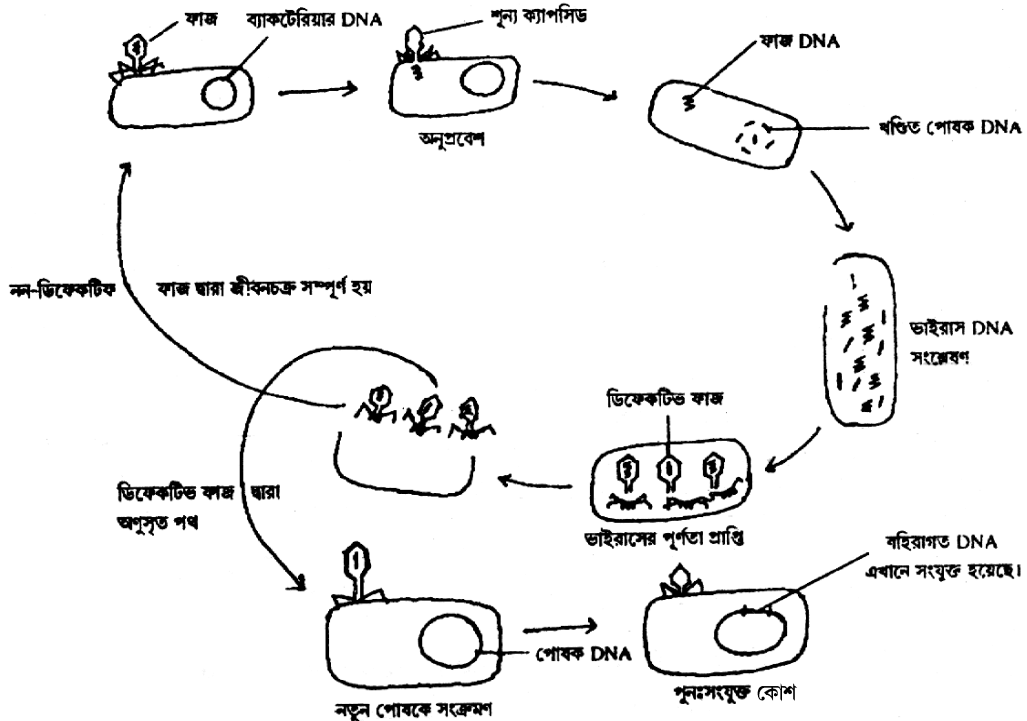 ফাজ
ব্যাকটেরিয়ার DNA
শূন্য ক্যাপসিড
অনুপ্রবেশ
ফাজ DNA
খণ্ডিত পোষক DNA
নন-ডিফেকটিভ
ফাজ দ্বারা জীবনচক্র সম্পূর্ণ হয়
ভাইরাস DNA
সংশ্লেষণ
ডিফেকটিভ ফাজ
ভাইরাসের পূর্ণতা প্রাপ্তি
ডিফেকটিভ ফাজ দ্বারা
অণুসৃত পথ
বহিরাগত DNA
এখানে সংযুক্ত হয়েছে।
পোষক DNA
নতুন পোষকে সংক্রমণ
পুনঃসংযুক্ত কোশ